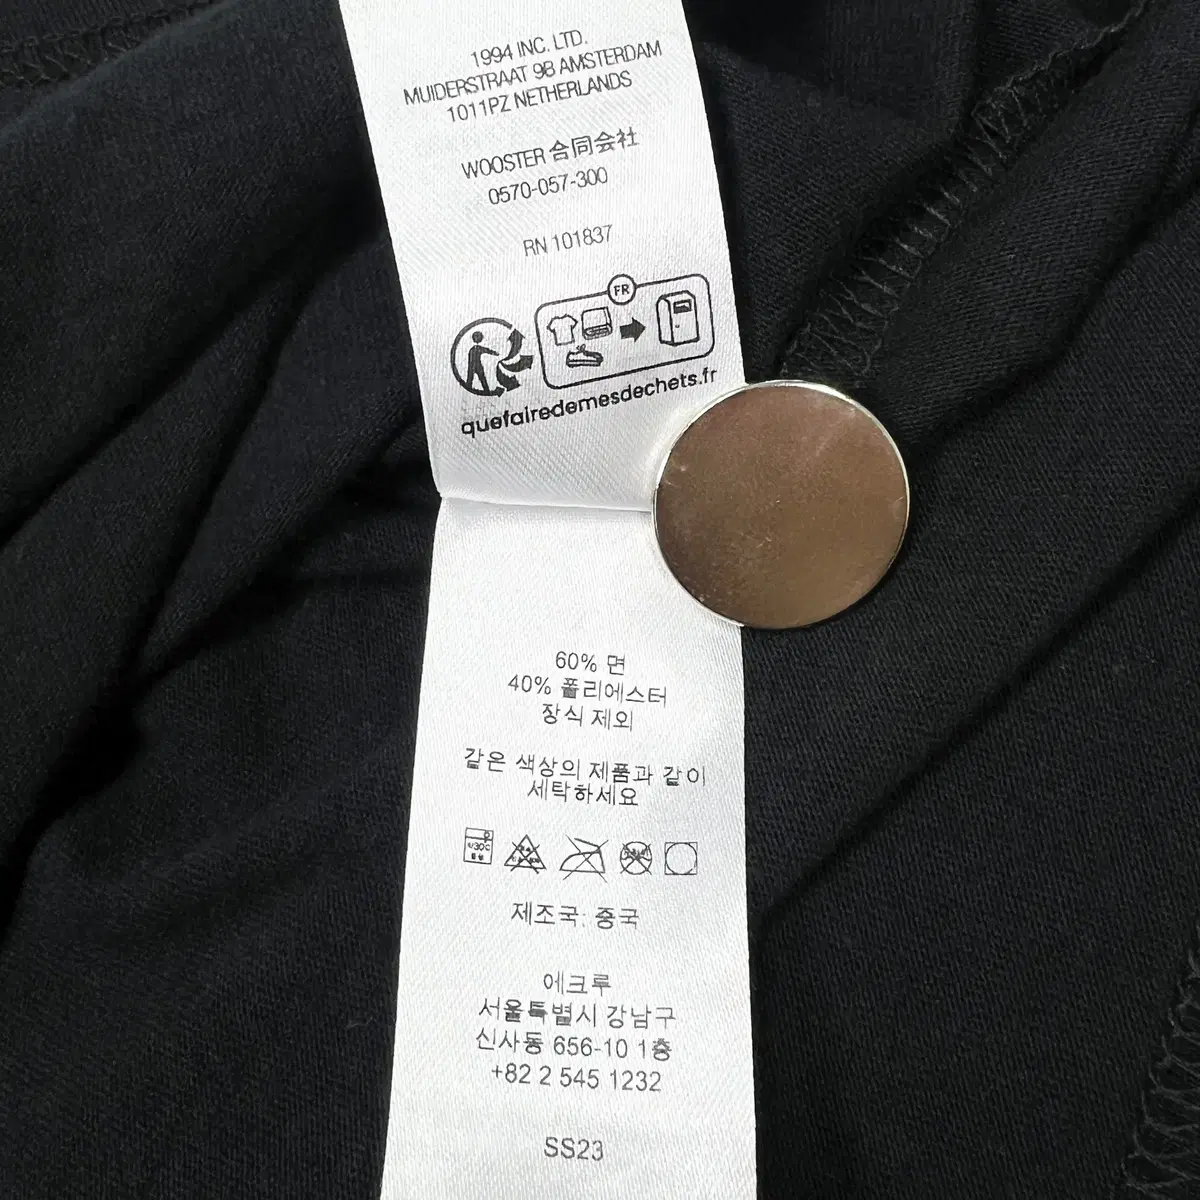 1994 INC. LTD.
MUIDERSTRAAT 9B AMSTERDAM
1011PZ NETHERLANDS
WOOSTER 合同会社
0570-057-300
RN 101837
FR
quefairedemesdechets.fr
60% 면
40% 폴리에스터
장식 제외
같은 색상의 제품과 같이
세탁하세요
제조국: 중국
에크루
서울특별시 강남구
신사동 656-10 1층
+82 2 545 1232
SS23